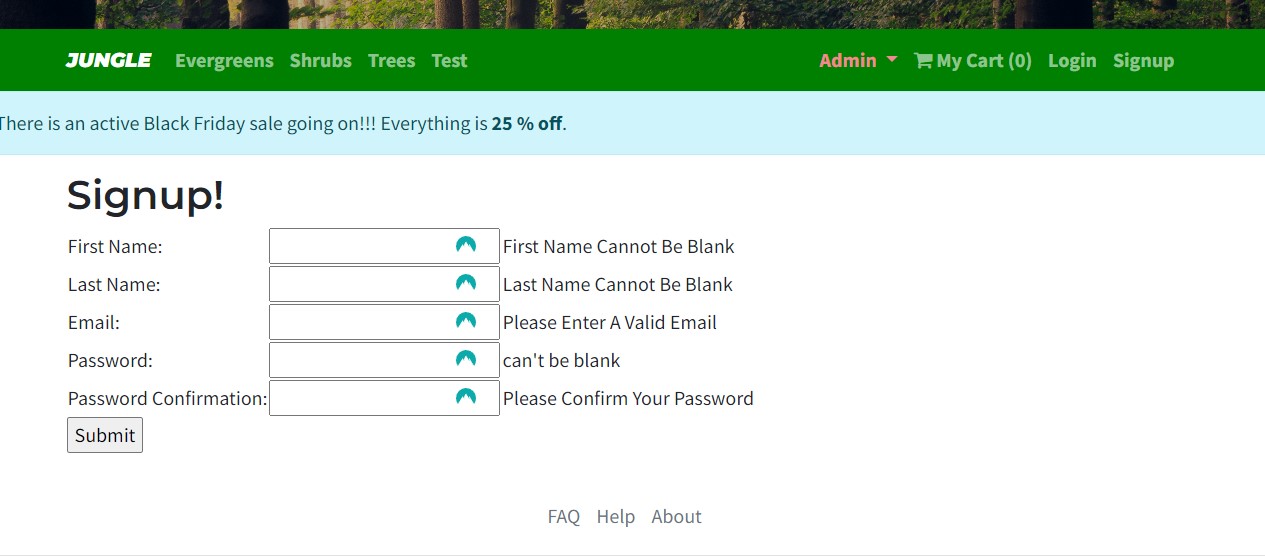 JUNGLE Evergreens Shrubs Trees Test Admin My Cart (0) Login Signup
There is an active Black Friday sale going on!!! Everything is 25 % off.
Signup!
First Name: First Name Cannot Be Blank
Last Name: Last Name Cannot Be Blank
Email: Please Enter A Valid Email
Password: can't be blank
Password Confirmation: Please Confirm Your Password
Submit
FAQ Help About